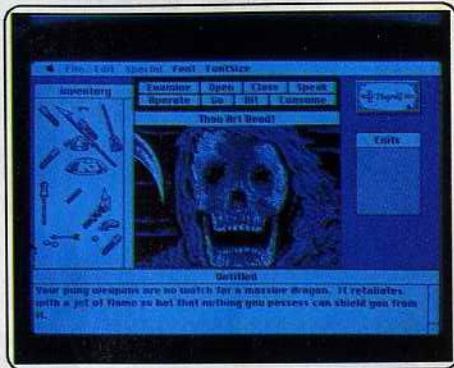 File Edit Special Font FontSize
inventory
Examine Open Close Speak
Operate Go Hit Consume
Thou Art Dead!
Exits
Untitled
Your puny weapons are no match for a massive dragon. It retaliates
with a jet of flame so hot that nothing you possess can shield you from
it.